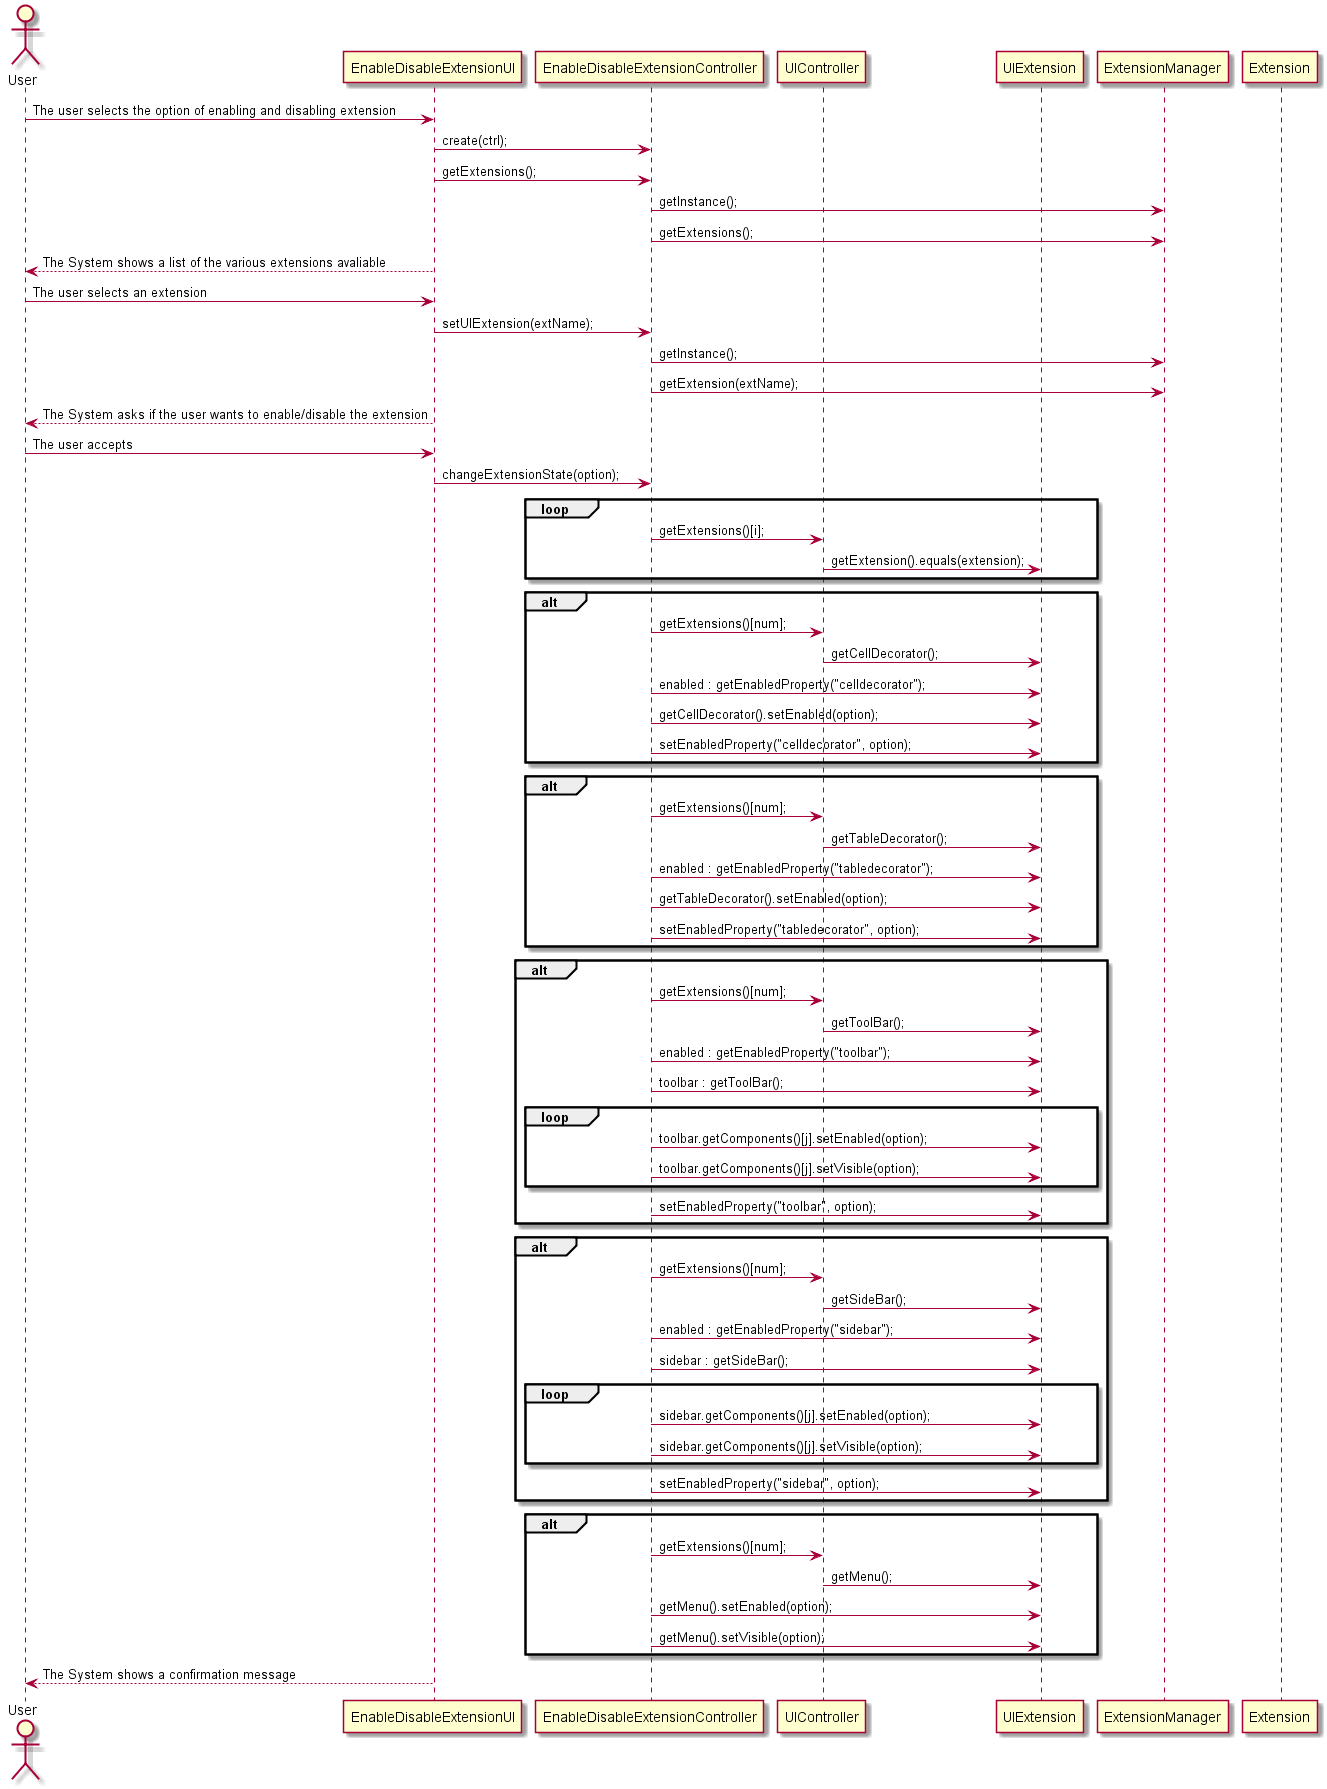 User
EnableDisableExtensionUI
EnableDisableExtensionController
UIController
UIExtension
ExtensionManager
Extension
The user selects the option of enabling and disabling extension
create(ctrl);
getExtensions();
getInstance();
getExtensions();
The System shows a list of the various extensions avaliable
The user selects an extension
setUIExtension(extName);
getInstance();
getExtension(extName);
The System asks if the user wants to enable/disable the extension
The user accepts
changeExtensionState(option);
loop
getExtensions()[i];
getExtension().equals(extension);
alt
getExtensions()[num];
getCellDecorator();
enabled : getEnabledProperty("celldecorator");
getCellDecorator().setEnabled(option);
setEnabledProperty("celldecorator", option);
alt
getExtensions()[num];
getTableDecorator();
enabled : getEnabledProperty("tabledecorator");
getTableDecorator().setEnabled(option);
setEnabledProperty("tabledecorator", option);
alt
getExtensions()[num];
getToolBar();
enabled : getEnabledProperty("toolbar");
toolbar : getToolBar();
loop
toolbar.getComponents()[j].setEnabled(option);
toolbar.getComponents()[j].setVisible(option);
setEnabledProperty("toolbar", option);
alt
getExtensions()[num];
getSideBar();
enabled : getEnabledProperty("sidebar");
sidebar : getSideBar();
loop
sidebar.getComponents()[j].setEnabled(option);
sidebar.getComponents()[j].setVisible(option);
setEnabledProperty("sidebar", option);
alt
getExtensions()[num];
getMenu();
getMenu().setEnabled(option);
getMenu().setVisible(option);
The System shows a confirmation message
User
EnableDisableExtensionUI
EnableDisableExtensionController
UIController
UIExtension
ExtensionManager
Extension